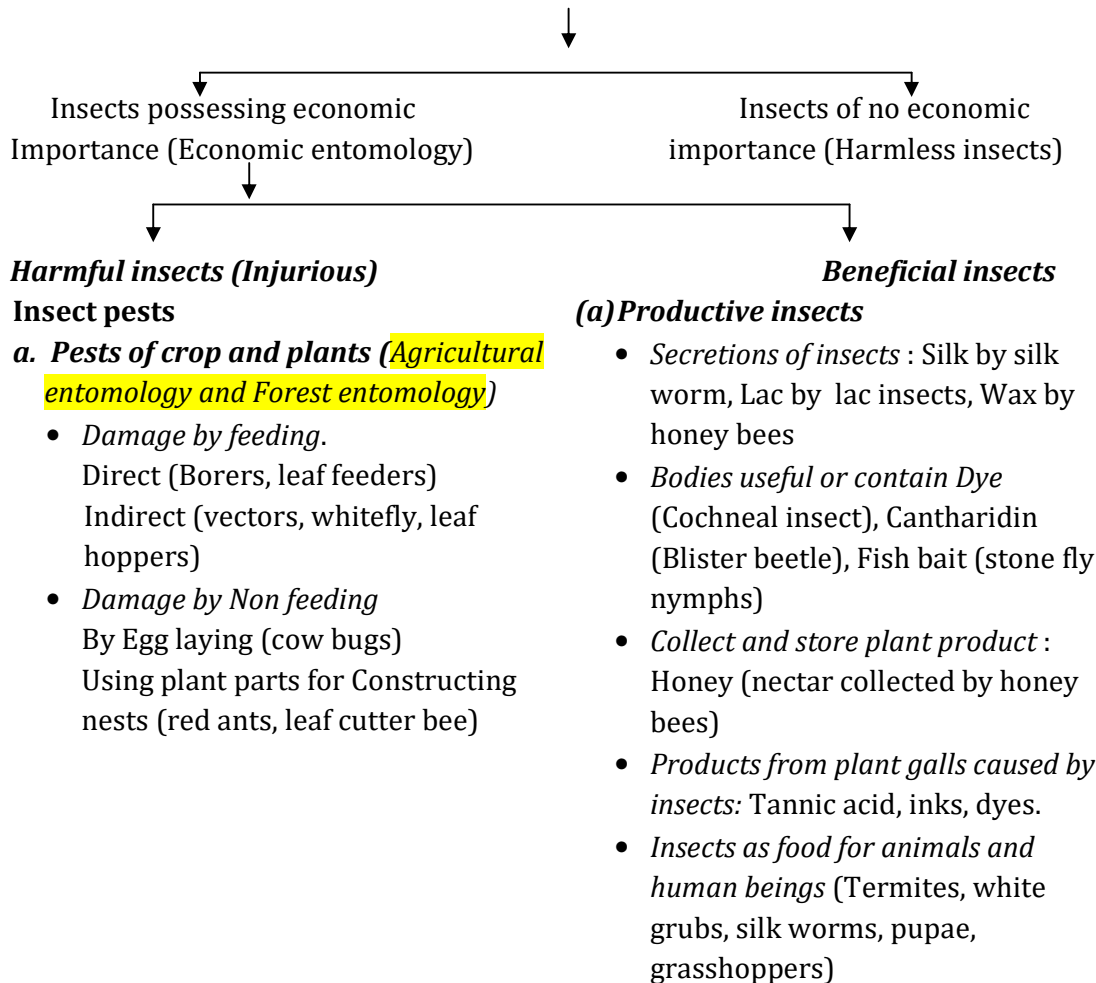 Insects possessing economic
Importance (Economic entomology)
Insects of no economic
importance (Harmless insects)
Harmful insects (Injurious)
Insect pests
a. Pests of crop and plants (Agricultural
entomology and Forest entomology)
• Damage by feeding.
Direct (Borers, leaf feeders)
Indirect (vectors, whitefly, leaf
hoppers)
• Damage by Non feeding
By Egg laying (cow bugs)
Using plant parts for Constructing
nests (red ants, leaf cutter bee)
Beneficial insects
(a)Productive insects
• Secretions of insects : Silk by silk
worm, Lac by lac insects, Wax by
honey bees
• Bodies useful or contain Dye
(Cochneal insect), Cantharidin
(Blister beetle), Fish bait (stone fly
nymphs)
• Collect and store plant product :
Honey (nectar collected by honey
bees)
• Products from plant galls caused by
insects: Tannic acid, inks, dyes.
• Insects as food for animals and
human beings (Termites, white
grubs, silk worms, pupae,
grasshoppers)